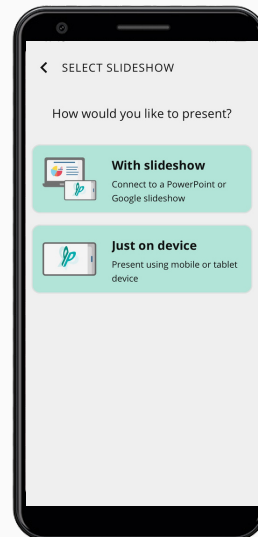 SELECT SLIDESHOW
How would you like to present?
With slideshow
Connect to a PowerPoint or
Google slideshow
Just on device
Present using mobile or tablet
device